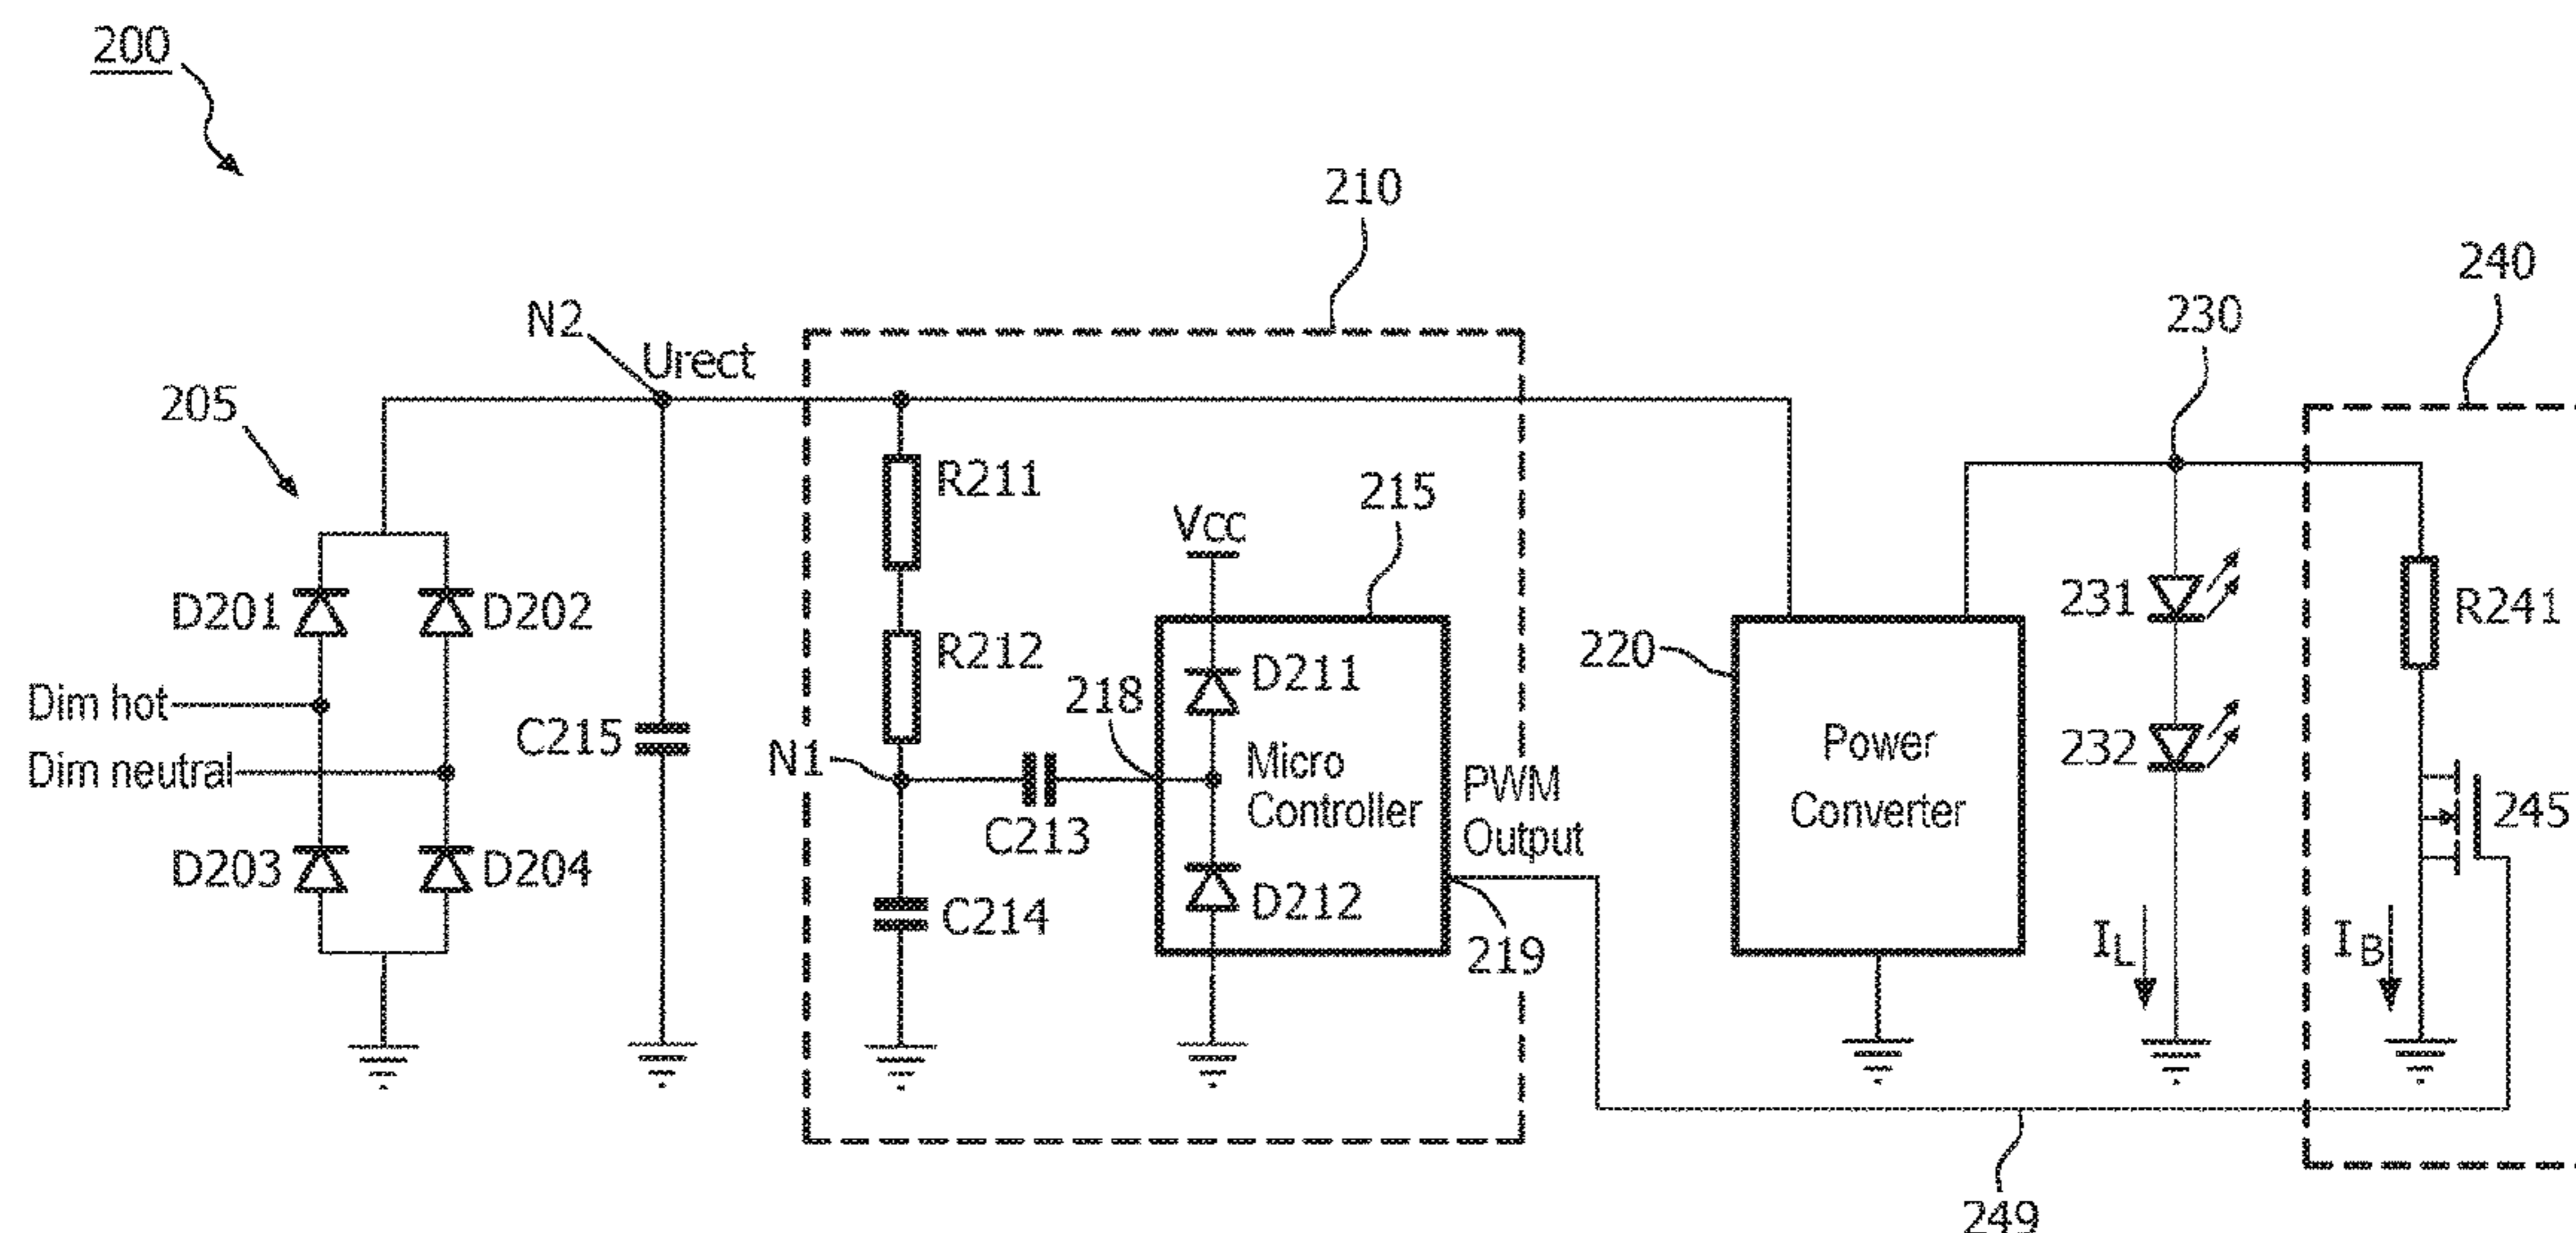 200
210
240
N2
230
Urect
205
R211
215
Vcc
D201
D202
231
R241
R212
D211
220
218
Dim hot
C215
N1
Micro
Controller
PWM
Output
Power
Converter
232
Dim neutral
245
C213
D203
D204
C214
D212
219
IL
IB
249